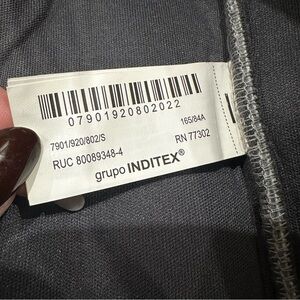 07901920802022
7901/920/802/S 165/84A
RUC 80089348-4 RN 77302
grupo INDITEX®